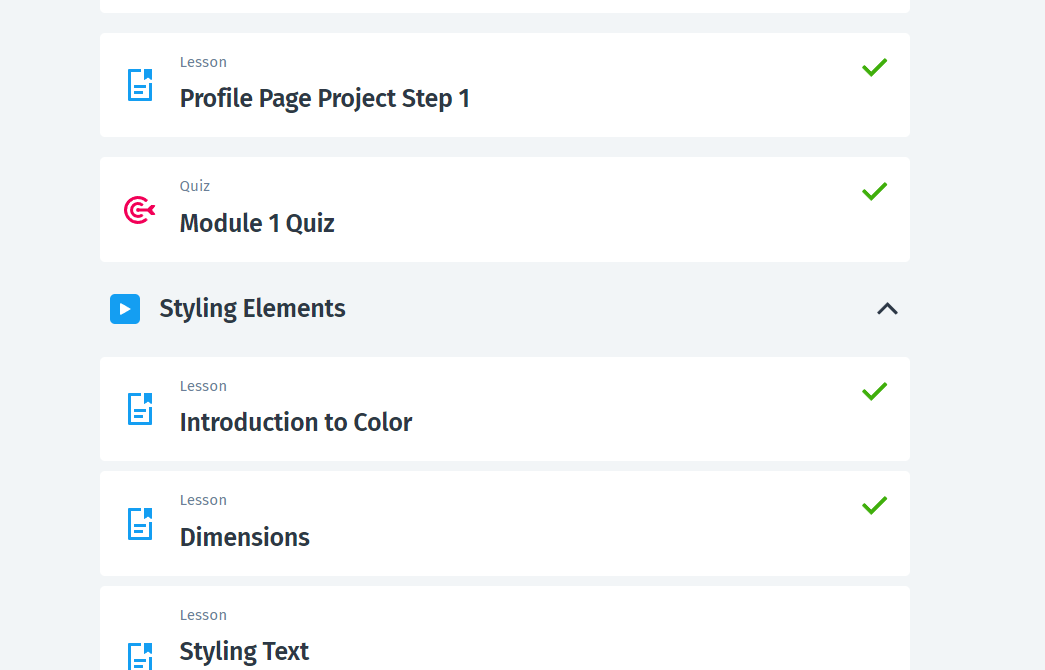 Lesson
Profile Page Project Step 1
Quiz
Module 1 Quiz
Styling Elements
Lesson
Introduction to Color
Lesson
Dimensions
Lesson
Styling Text